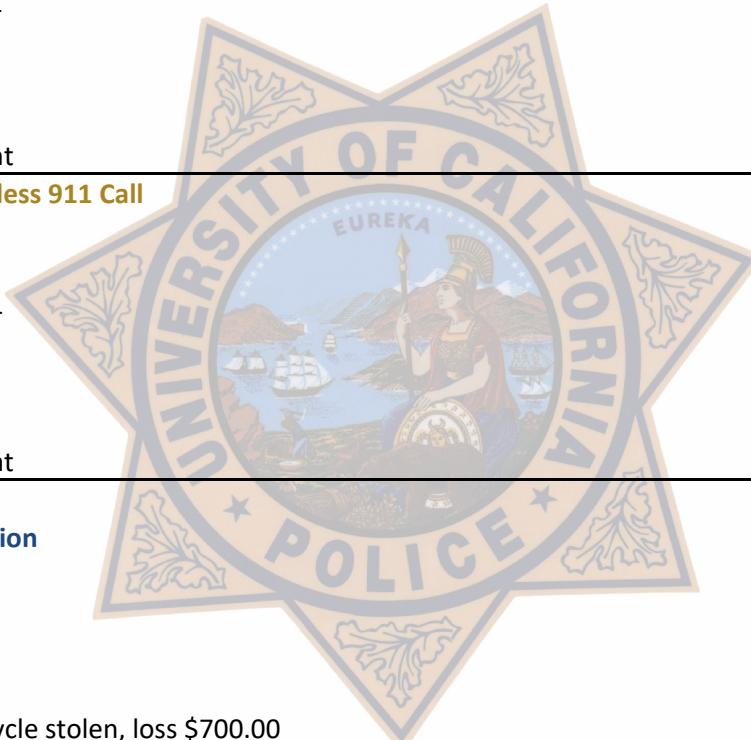 nt
less 911 Call
UNIVERSITY OF CALIFORNIA
EUREKA
nt
ion
POLICE
ycle stolen, loss $700.00